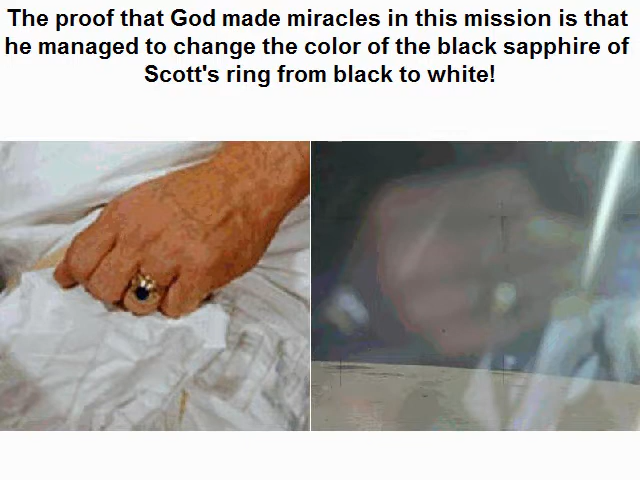 The proof that God made miracles in this mission is that
he managed to change the color of the black sapphire of
Scott's ring from black to white!